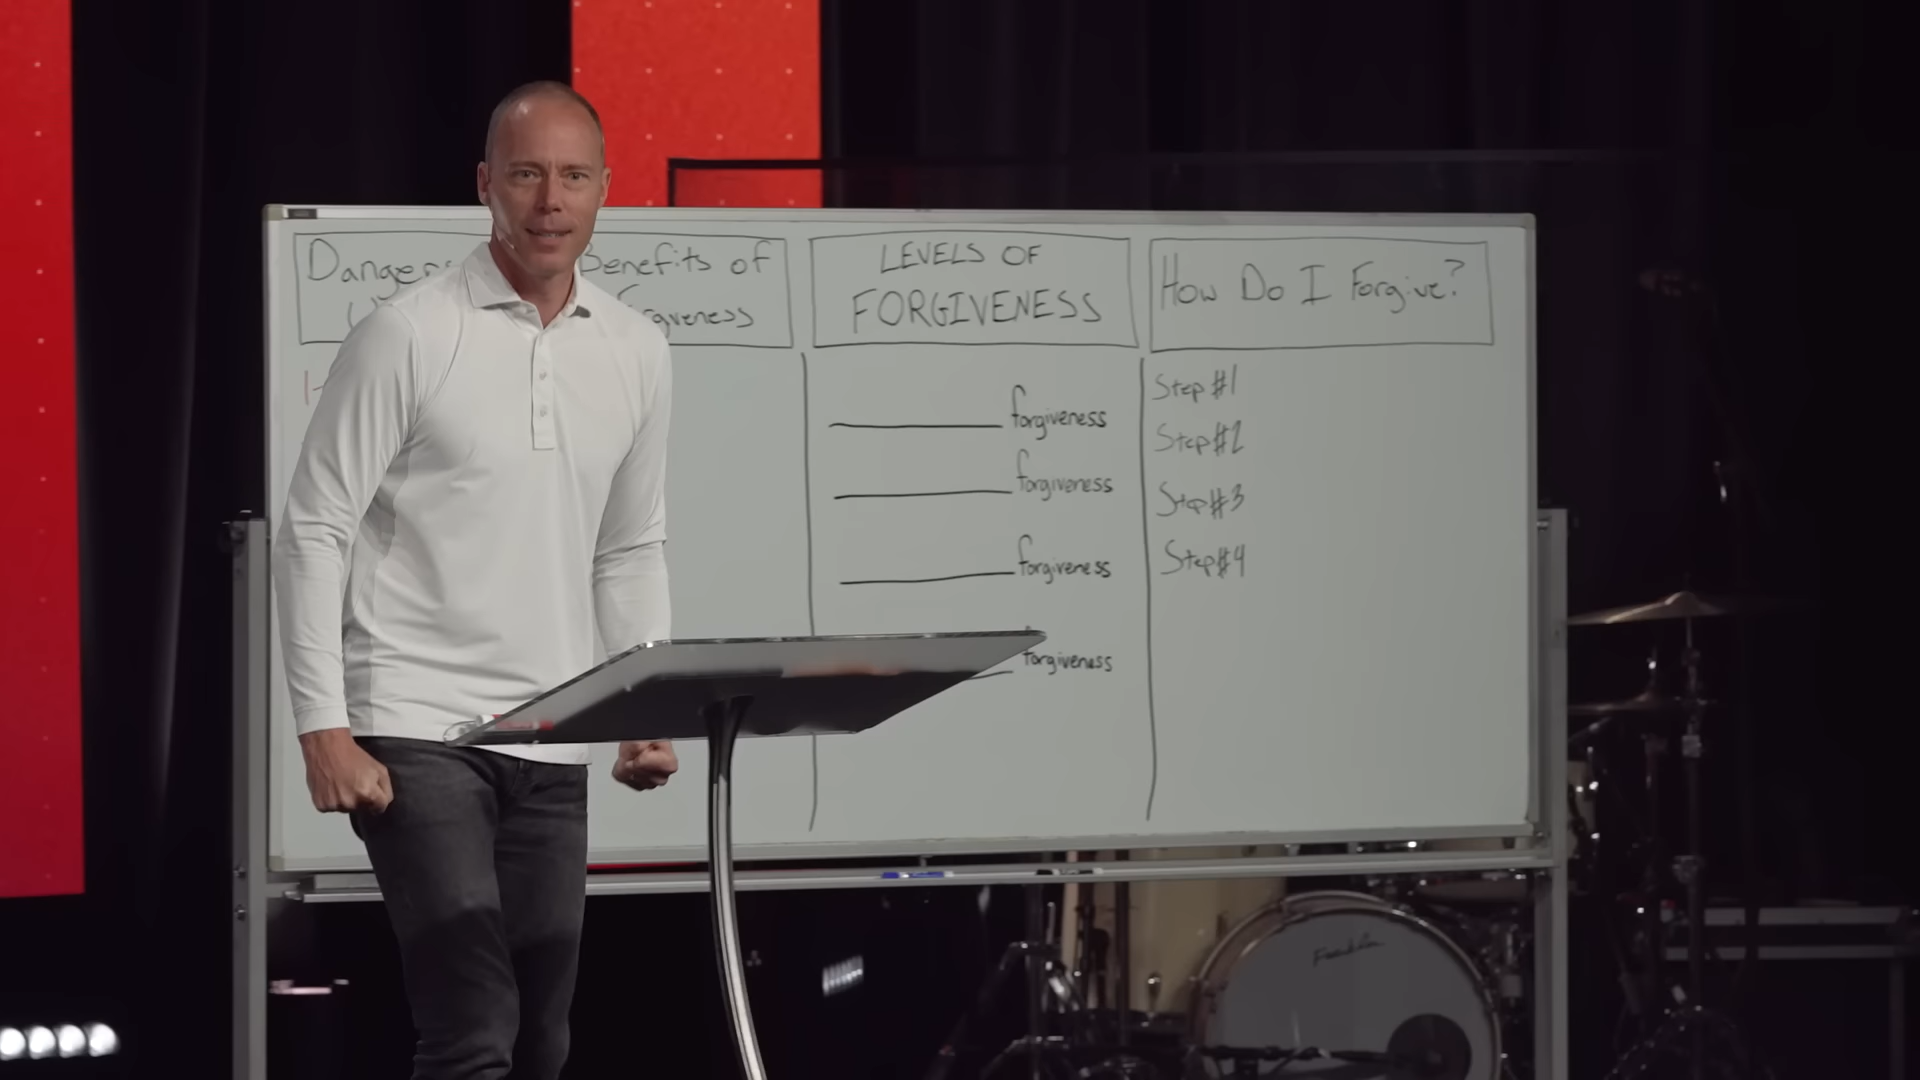 Dangers
Benefits of
LEVELS OF
FORGIVENESS
How Do I Forgive?
forgiveness
forgiveness
forgiveness
forgiveness
Step #1
Step #2
Step #3
Step #4